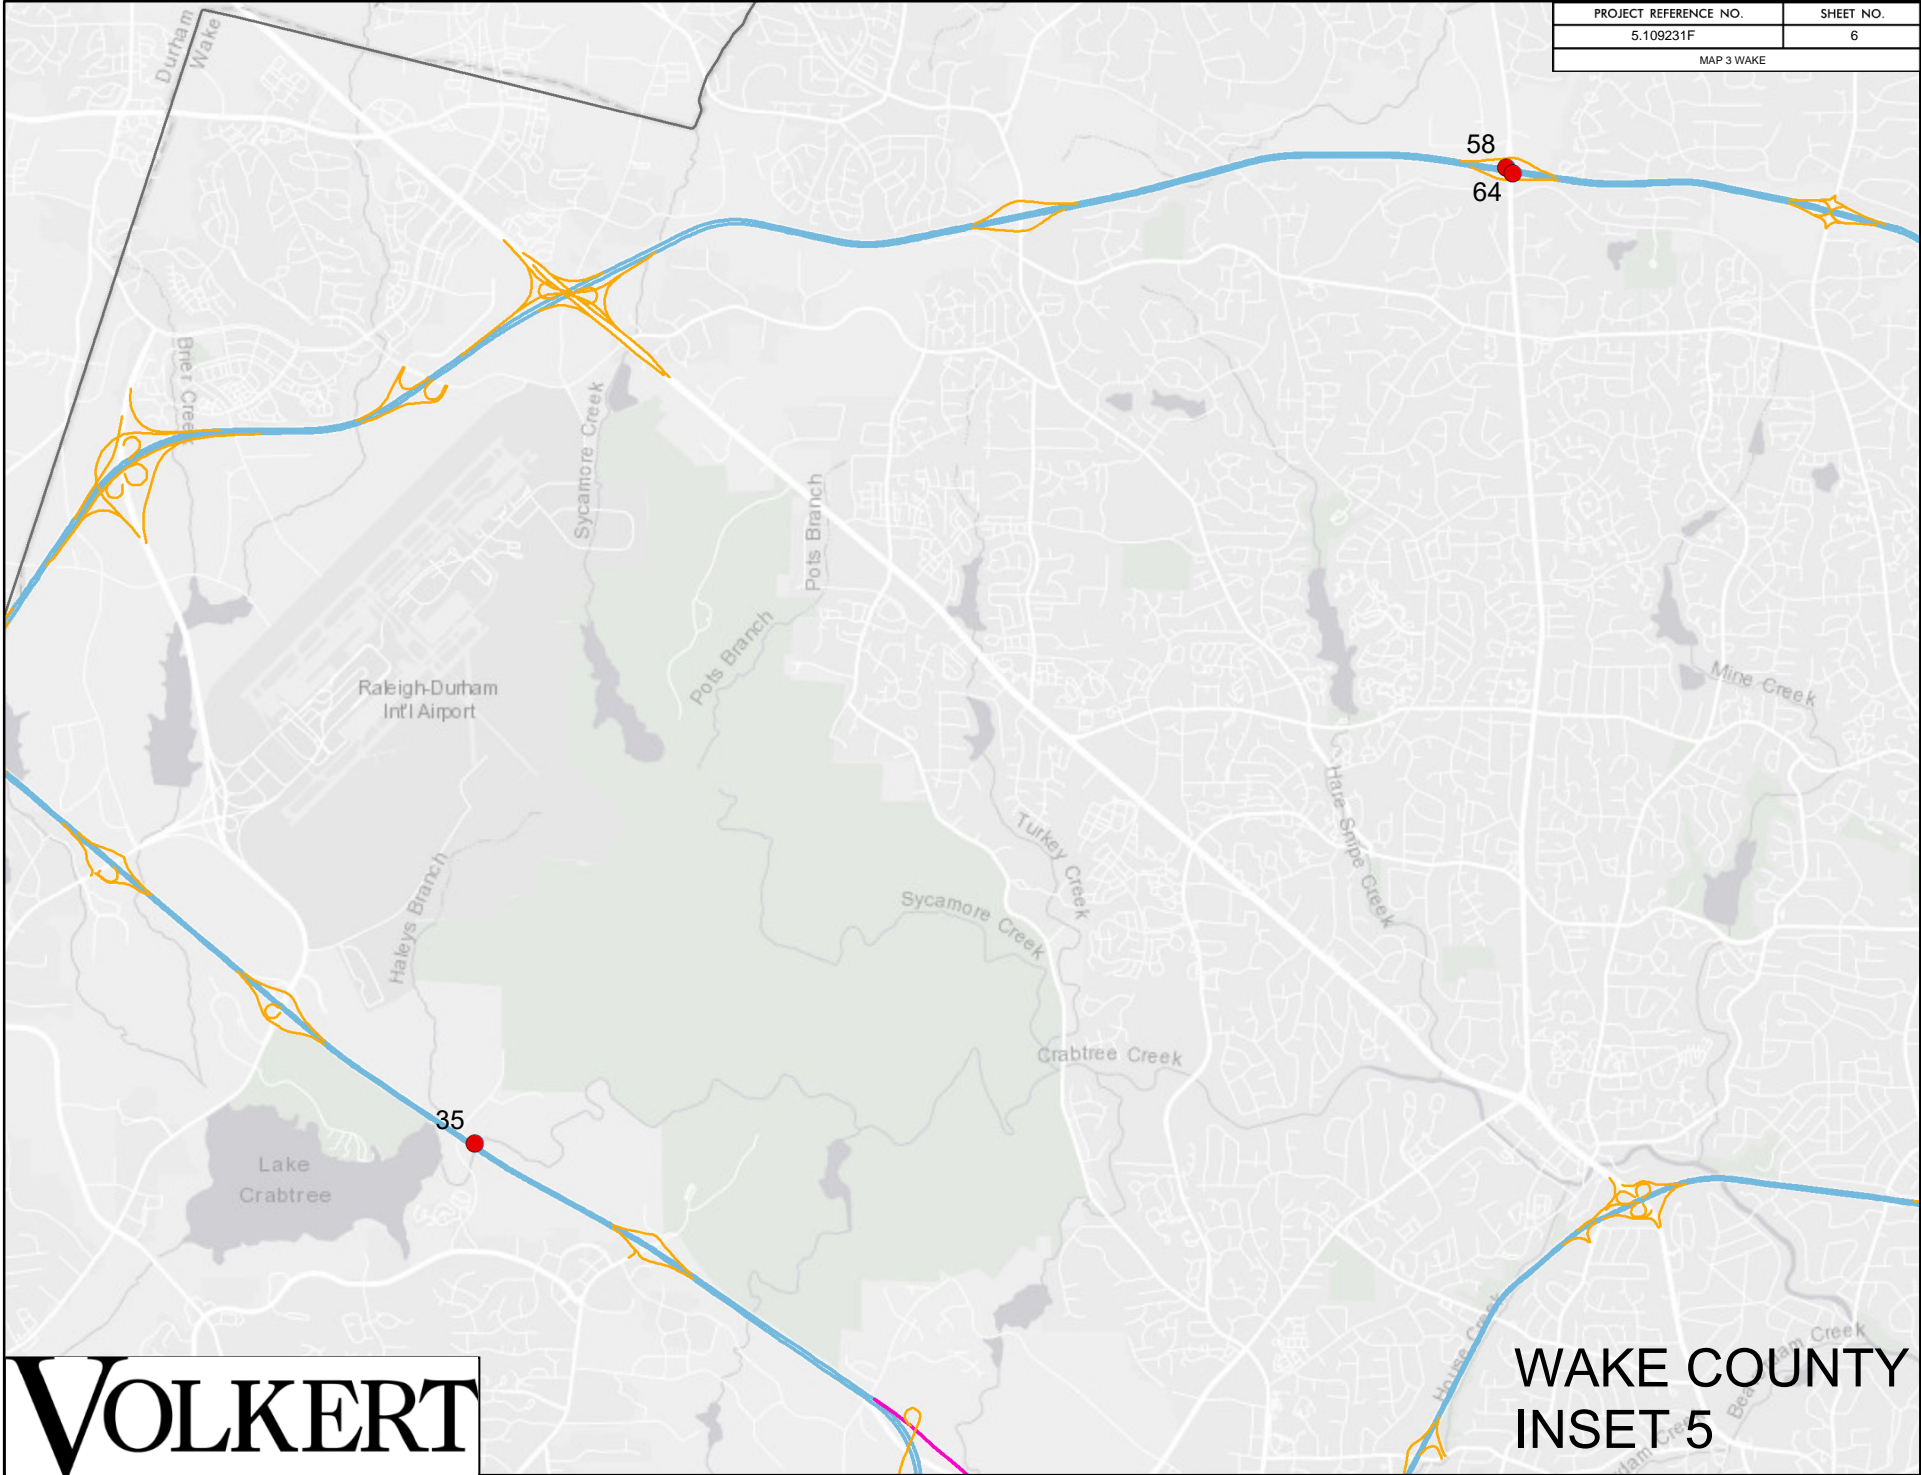 PROJECT REFERENCE NO.
SHEET NO.
5.109231F
6
MAP 3 WAKE
Durham
Wake
58
64
Brier Creek
Sycamore Creek
Pots Branch
Pots Branch
Raleigh-Durham
Int'l Airport
Mine Creek
Hare Snipe Creek
Turkey Creek
Haleys Branch
Sycamore Creek
Crabtree Creek
35
Lake
Crabtree
House Creek
Creek
WAKE COUNTY
INSET 5
VOLKERT